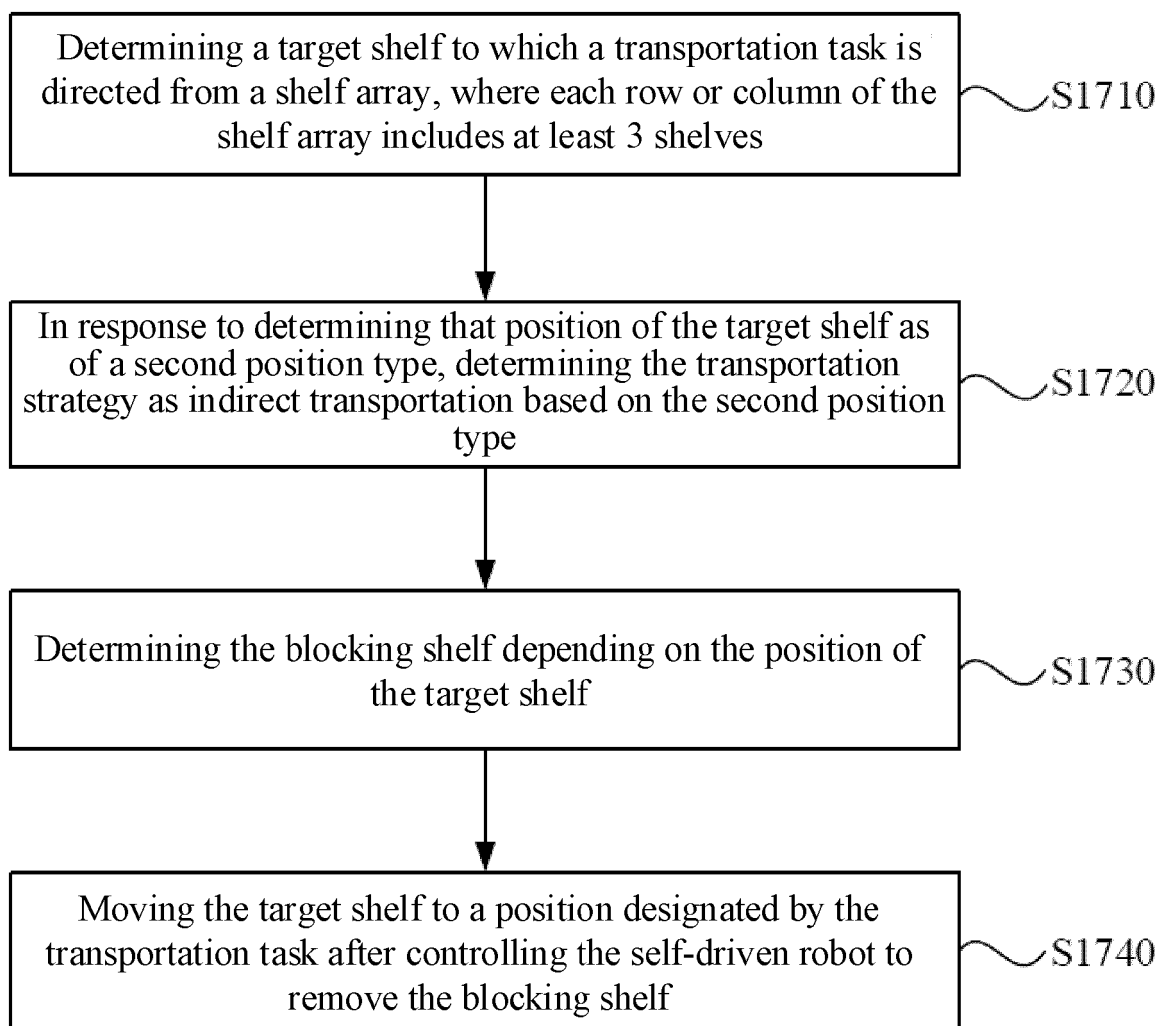 Determining a target shelf to which a transportation task is
directed from a shelf array, where each row or column of the
shelf array includes at least 3 shelves
S1710
In response to determining that position of the target shelf as
of a second position type, determining the transportation
strategy as indirect transportation based on the second position
type
S1720
Determining the blocking shelf depending on the position of
the target shelf
S1730
Moving the target shelf to a position designated by the
transportation task after controlling the self-driven robot to
remove the blocking shelf
S1740